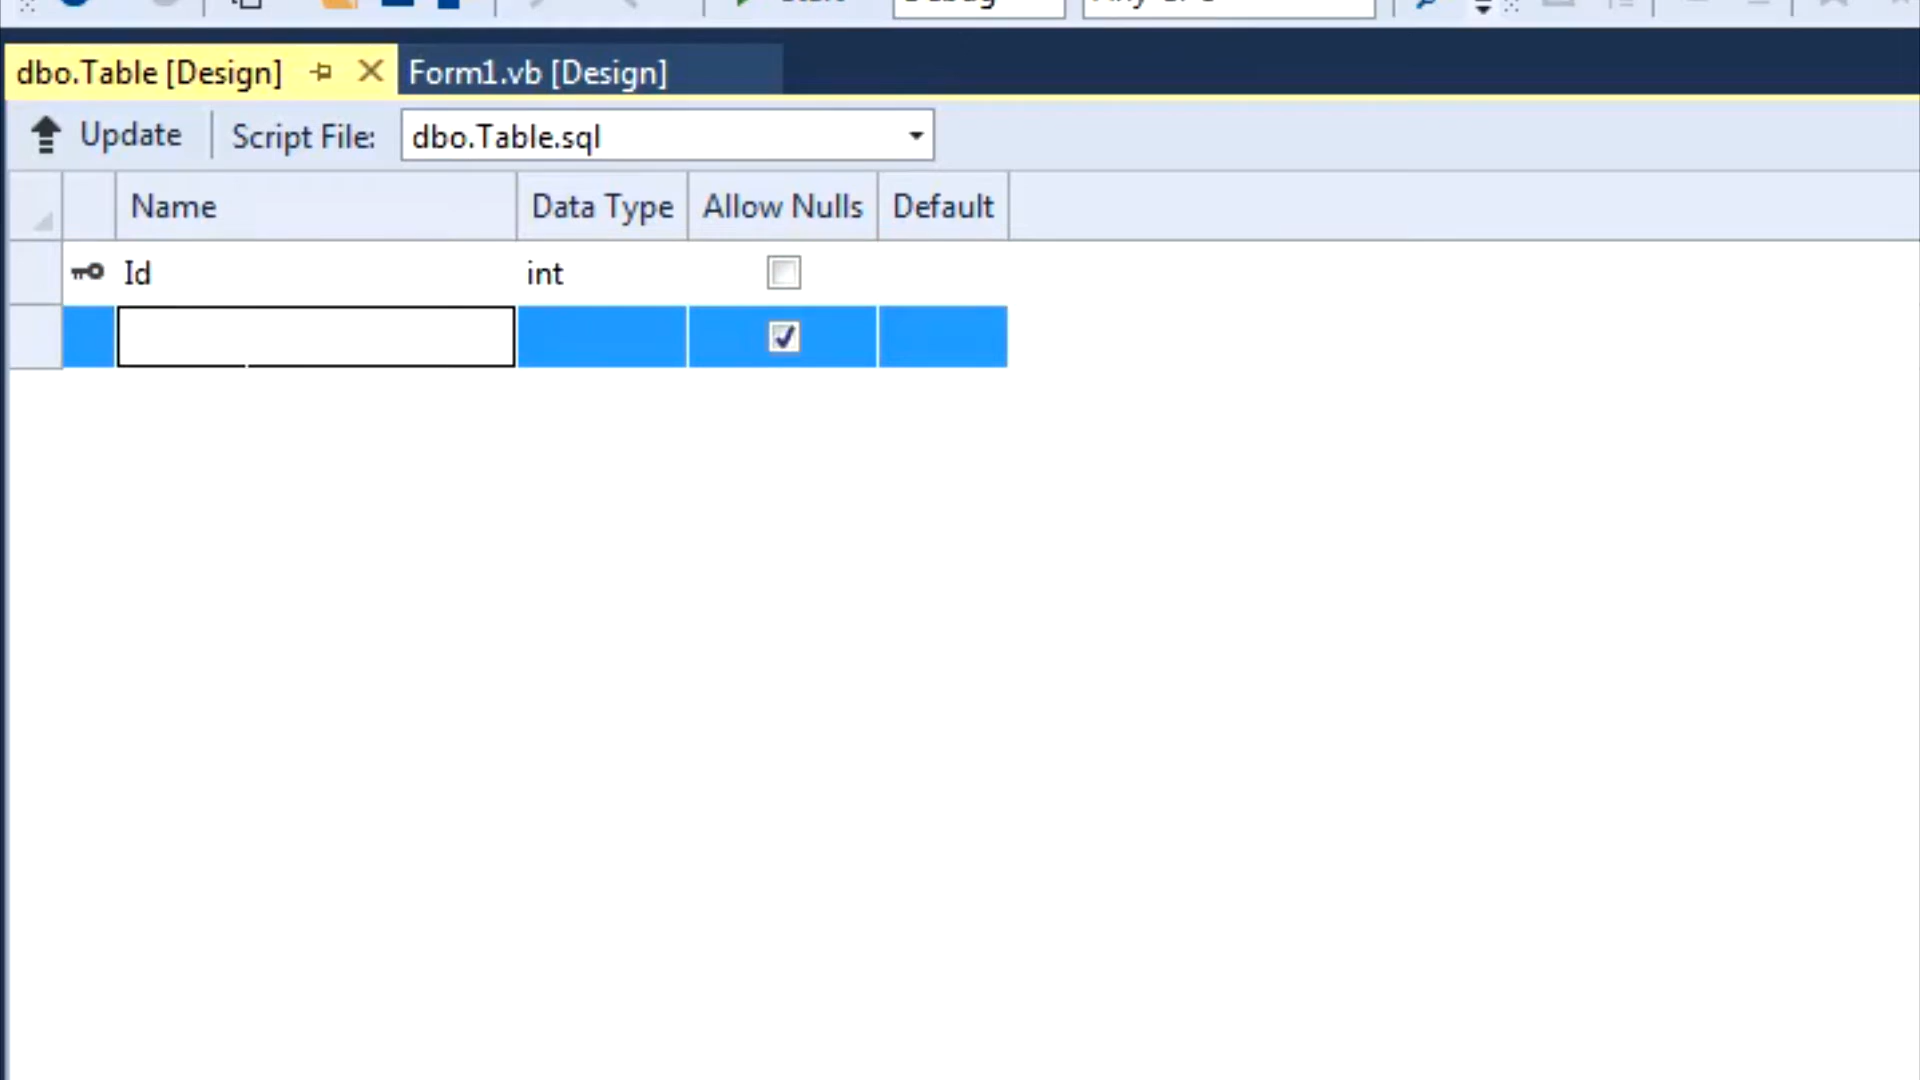 dbo.Table [Design]
Form1.vb [Design]
Update
Script File:
dbo.Table.sql
Name
Data Type
Allow Nulls
Default
Id
int